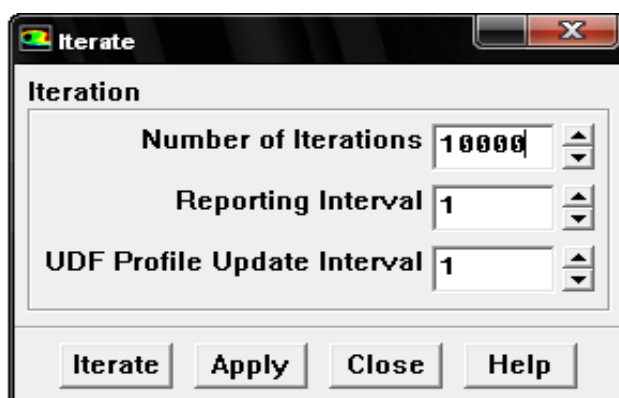 Iterate
Iteration
Number of Iterations 10000
Reporting Interval 1
UDF Profile Update Interval 1
Iterate Apply Close Help